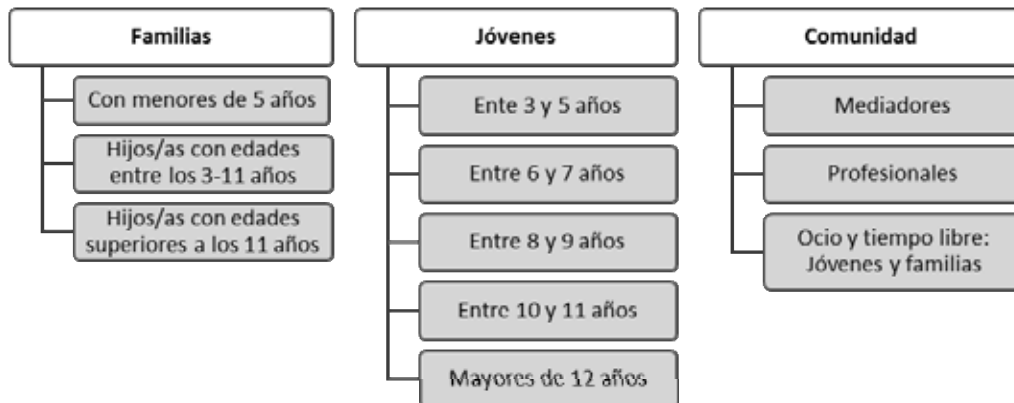 Familias
Con menores de 5 años
Hijos/as con edades
entre los 3-11 años
Hijos/as con edades
superiores a los 11 años
Jóvenes
Ente 3 y 5 años
Entre 6 y 7 años
Entre 8 y 9 años
Entre 10 y 11 años
Mayores de 12 años
Comunidad
Mediadores
Profesionales
Ocio y tiempo libre:
Jóvenes y familias